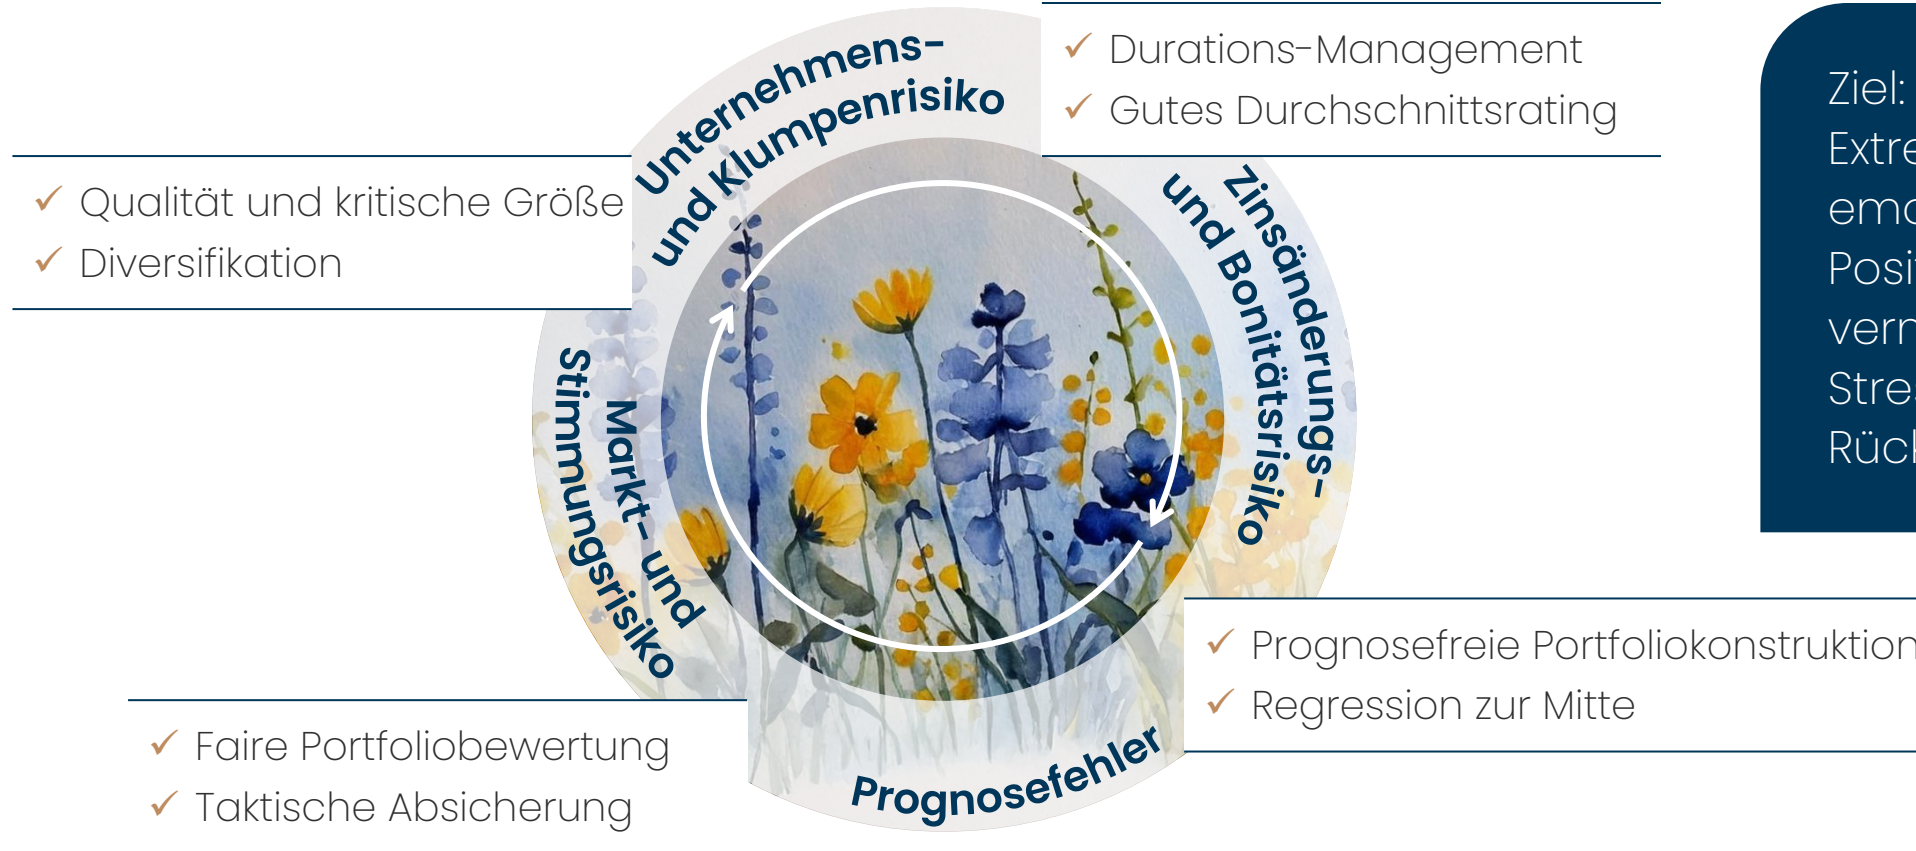 Unternehmens-
und Klumpenrisiko
✓ Qualität und kritische Größe
✓ Diversifikation
✓ Durations-Management
✓ Gutes Durchschnittsrating
Zinsänderungs-
und Bonitätsrisiko
✓ Prognosefreie Portfoliokonstruktion
✓ Regression zur Mitte
Prognosefehler
Markt- und
Stimmungsrisiko
✓ Faire Portfoliobewertung
✓ Taktische Absicherung
Ziel: